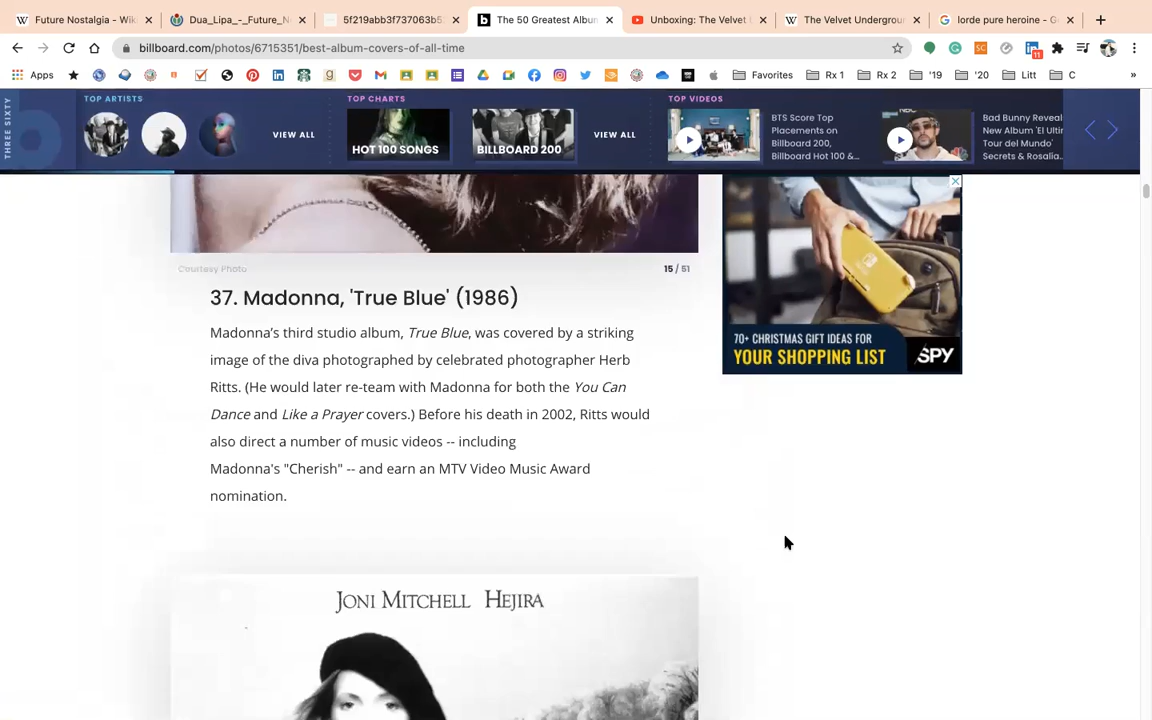 Future Nostalgia - Wiki
Dua_Lipa_-_Future_N
5f219abb3f737063b5
The 50 Greatest Albu
Unboxing: The Velvet
The Velvet Undergroun
lorde pure heroine - G
billboard.com/photos/6715351/best-album-covers-of-all-time
11
Apps
Favorites
Rx 1
Rx 2
'19
'20
Litt
C
»
THREE SIXTY
TOP ARTISTS
VIEW ALL
TOP CHARTS
HOT 100 SONGS
BILLBOARD 200
VIEW ALL
TOP VIDEOS
BTS Score Top
Placements on
Billboard 200,
Billboard Hot 100 &...
Bad Bunny Reveal
New Album 'El Ulti
Tour del Mundo'
Secrets & Rosalia..
Courtesy Photo
15 / 51
37. Madonna, 'True Blue' (1986)
Madonna's third studio album, True Blue, was covered by a striking
image of the diva photographed by celebrated photographer Herb
Ritts. (He would later re-team with Madonna for both the You Can
Dance and Like a Prayer covers.) Before his death in 2002, Ritts would
also direct a number of music videos -- including
Madonna's "Cherish" -- and earn an MTV Video Music Award
nomination.
70+ CHRISTMAS GIFT IDEAS FOR
YOUR SHOPPING LIST
SPY
JONI MITCHELL HEJIRA